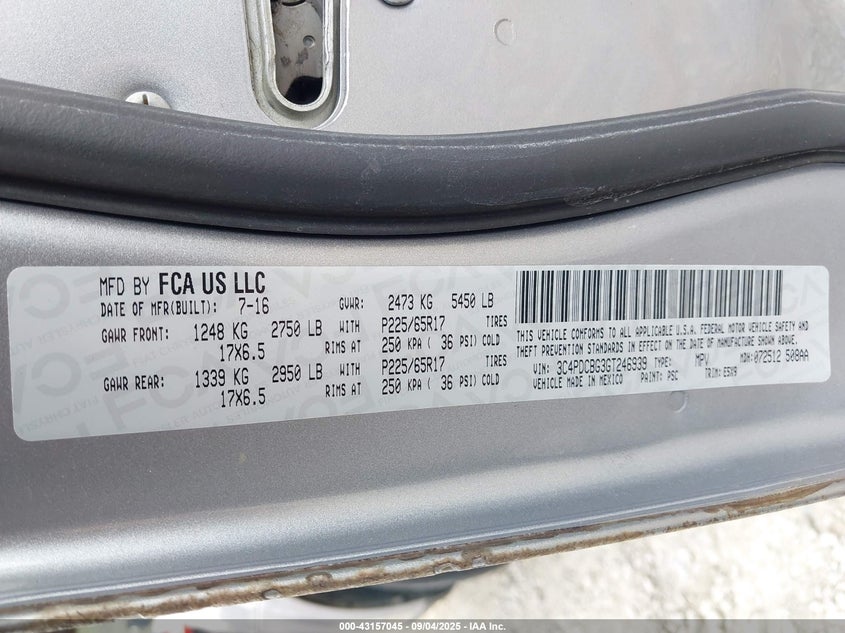 MFD BY FCA US LLC
DATE OF MFR(BUILT): 7-16 GVWR: 2473 KG 5450 LB
GAWR FRONT: 1248 KG 2750 LB WITH P225/65R17 TIRES
17X6.5 RIMS AT 250 KPA ( 36 PSI) COLD
GAWR REAR: 1339 KG 2950 LB WITH P225/65R17 TIRES
17X6.5 RIMS AT 250 KPA ( 36 PSI) COLD
THIS VEHICLE CONFORMS TO ALL APPLICABLE U.S.A. FEDERAL MOTOR VEHICLE SAFETY AND
THEFT PREVENTION STANDARDS IN EFFECT ON THE DATE OF MANUFACTURE SHOWN ABOVE.
VIN: 3C4PDCBG3GT246939 TYPE: MPV MDH: 072512 508AA
VEHICLE MADE IN MEXICO PAINT: PSC TRIM:
000-43157045 - 09/04/2025 - IAA Inc.